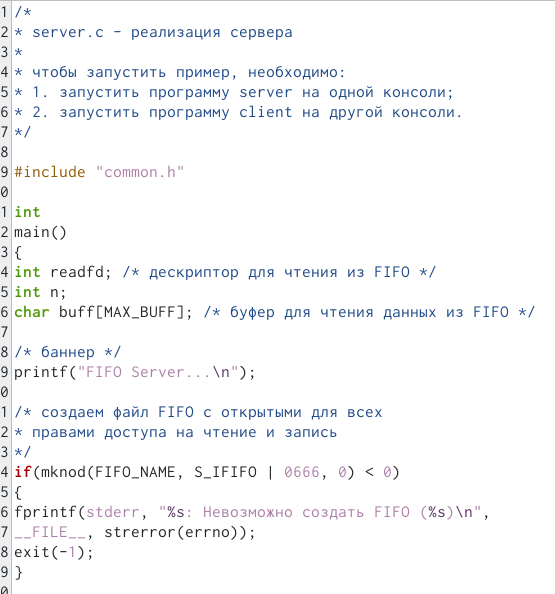 1 /*
2 * server.c - реализация сервера
3 *
4 * чтобы запустить пример, необходимо:
5 * 1. запустить программу server на одной консоли;
6 * 2. запустить программу client на другой консоли.
7 */
8
9 #include "common.h"
0
1 int
2 main()
3 {
4 int readfd; /* дескриптор для чтения из FIFO */
5 int n;
6 char buff[MAX_BUFF]; /* буфер для чтения данных из FIFO */
7
8 /* баннер */
9 printf("FIFO Server...\n");
0
1 /* создаем файл FIFO с открытыми для всех
2 * правами доступа на чтение и запись
3 */
4 if(mknod(FIFO_NAME, S_IFIFO | 0666, 0) < 0)
5 {
6 fprintf(stderr, "%s: Невозможно создать FIFO (%s)\n",
7 __FILE__, strerror(errno));
8 exit(-1);
9 }
0